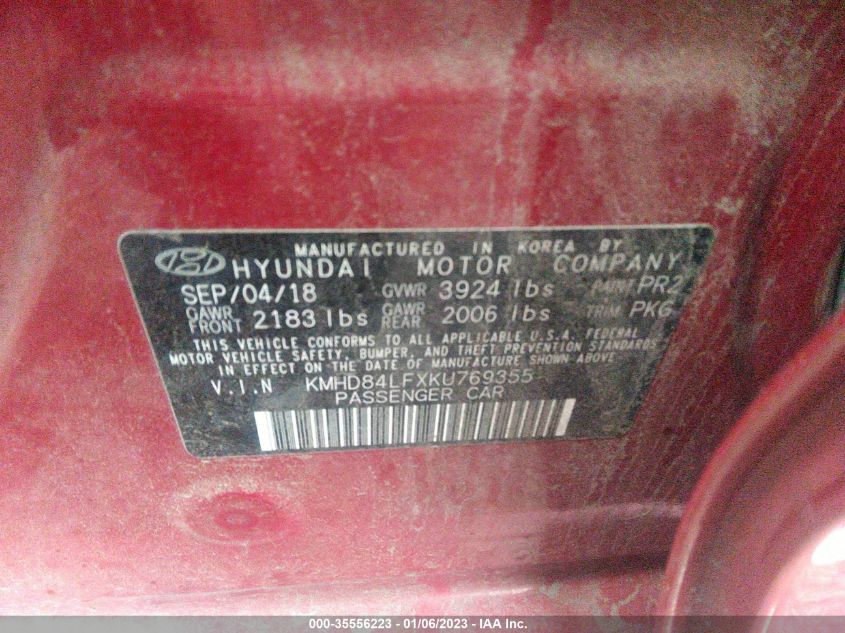 MANUFACTURED IN KOREA BY
HYUNDAI MOTOR COMPANY
SEP/04/18 GVWR 3924 lbs PAINT PR2
GAWR FRONT 2183 lbs GAWR REAR 2006 lbs TRIM PKG
THIS VEHICLE CONFORMS TO ALL APPLICABLE U.S.A. FEDERAL
MOTOR VEHICLE SAFETY, BUMPER, AND THEFT PREVENTION STANDARDS
IN EFFECT ON THE DATE OF MANUFACTURE SHOWN ABOVE
V.I.N KMHD84LFXKU769355
PASSENGER CAR
000-35556223 - 01/06/2023 - IAA Inc.